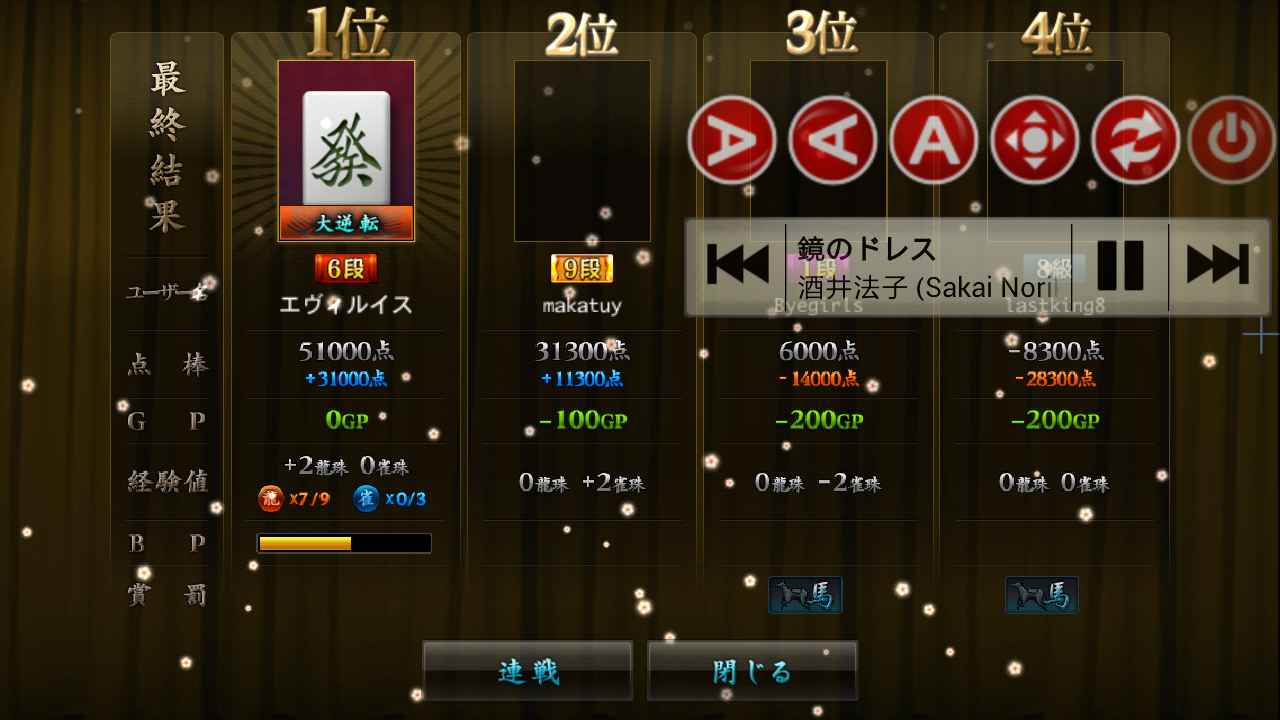 1位
2位
3位
4位
最終結果
發
大逆転
A A A
鏡のドレス
酒井法子 (Sakai Nori
6段
9段
1段
8級
ユーザー名
エヴィルイス
makatuy
Byegirls
lastking8
点棒
51000点
31300点
6000点
-8300点
+31000点
+11300点
-14000点
-28300点
GP
0GP
-100GP
-200GP
-200GP
経験値
+2龍珠 0雀珠
0龍珠 +2雀珠
0龍珠 -2雀珠
0龍珠 0雀珠
龍 x7/9 雀 x0/3
BP
賞罰
馬
馬
連戦
閉じる